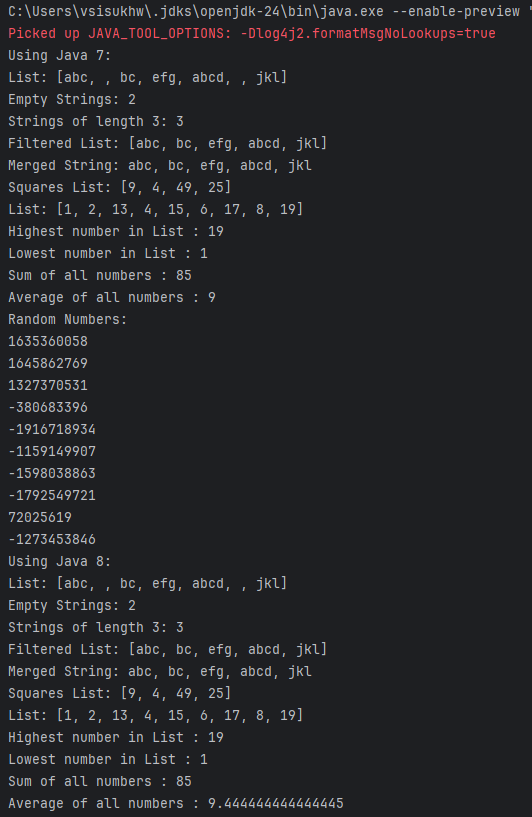 C:\Users\vsisukhw\.jdks\openjdk-24\bin\java.exe --enable-preview "
Picked up JAVA_TOOL_OPTIONS: -Dlog4j2.formatMsgNoLookups=true
Using Java 7:
List: [abc, , bc, efg, abcd, , jkl]
Empty Strings: 2
Strings of length 3: 3
Filtered List: [abc, bc, efg, abcd, jkl]
Merged String: abc, bc, efg, abcd, jkl
Squares List: [9, 4, 49, 25]
List: [1, 2, 13, 4, 15, 6, 17, 8, 19]
Highest number in List : 19
Lowest number in List : 1
Sum of all numbers : 85
Average of all numbers : 9
Random Numbers:
1635360058
1645862769
1327370531
-380683396
-1916718934
-1159149907
-1598038863
-1792549721
72025619
-1273453846
Using Java 8:
List: [abc, , bc, efg, abcd, , jkl]
Empty Strings: 2
Strings of length 3: 3
Filtered List: [abc, bc, efg, abcd, jkl]
Merged String: abc, bc, efg, abcd, jkl
Squares List: [9, 4, 49, 25]
List: [1, 2, 13, 4, 15, 6, 17, 8, 19]
Highest number in List : 19
Lowest number in List : 1
Sum of all numbers : 85
Average of all numbers : 9.444444444444445